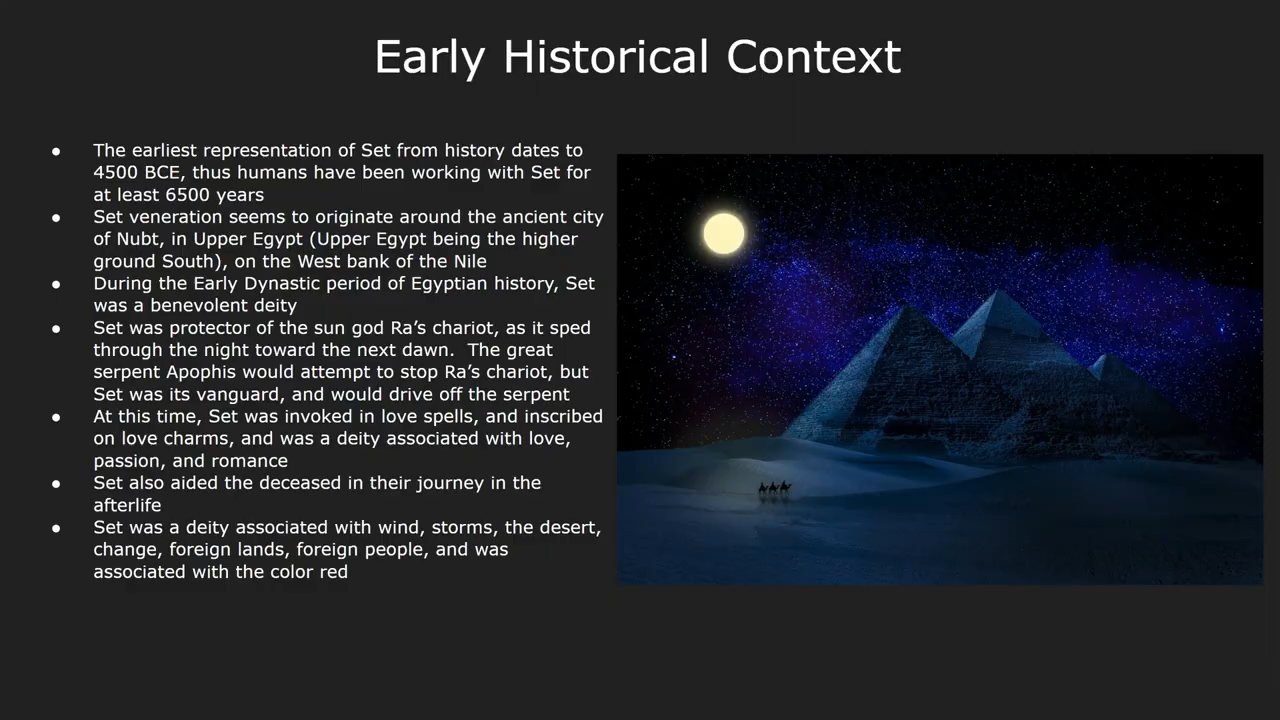 Early Historical Context
● The earliest representation of Set from history dates to
4500 BCE, thus humans have been working with Set for
at least 6500 years
● Set veneration seems to originate around the ancient city
of Nubt, in Upper Egypt (Upper Egypt being the higher
ground South), on the West bank of the Nile
● During the Early Dynastic period of Egyptian history, Set
was a benevolent deity
● Set was protector of the sun god Ra’s chariot, as it sped
through the night toward the next dawn.  The great
serpent Apophis would attempt to stop Ra’s chariot, but
Set was its vanguard, and would drive off the serpent
● At this time, Set was invoked in love spells, and inscribed
on love charms, and was a deity associated with love,
passion, and romance
● Set also aided the deceased in their journey in the
afterlife
● Set was a deity associated with wind, storms, the desert,
change, foreign lands, foreign people, and was
associated with the color red